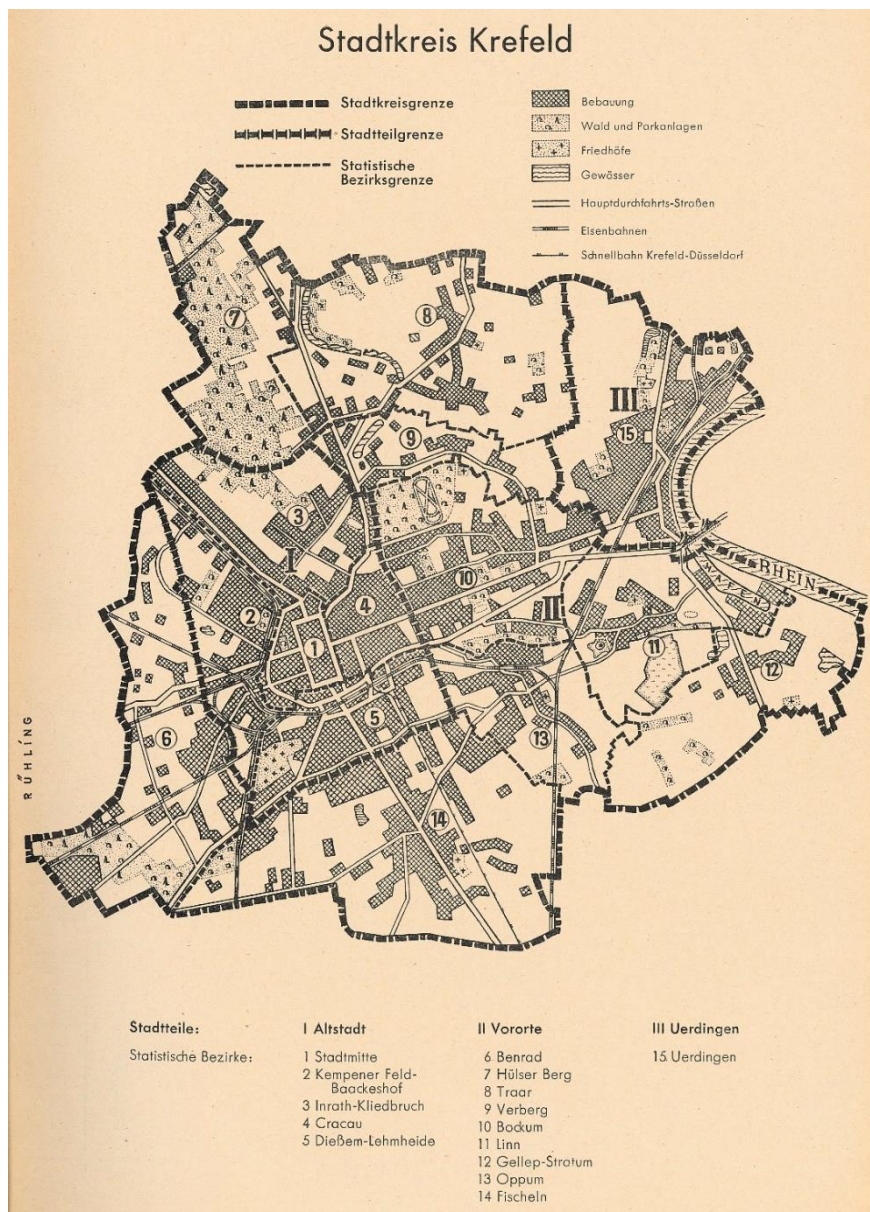 Stadtkreis Krefeld
Stadtkreisgrenze
Stadtteilgrenze
Statistische
Bezirksgrenze
Bebauung
Wald und Parkanlagen
Friedhöfe
Gewässer
Hauptdurchfahrts-Straßen
Eisenbahnen
Schnellbahn Krefeld-Düsseldorf
7
8
III
15
9
3
I
10
4
2
1
II
HAFEN
RHEIN
11
12
5
6
13
14
RÜHLING
Stadtteile:
I Altstadt
II Vororte
III Uerdingen
Statistische Bezirke:
1 Stadtmitte
2 Kempener Feld-
Baackeshof
3 Inrath-Kliedbruch
4 Cracau
5 Dießem-Lehmheide
6 Benrad
7 Hülser Berg
8 Traar
9 Verberg
10 Bockum
11 Linn
12 Gellep-Stratum
13 Oppum
14 Fischeln
15 Uerdingen